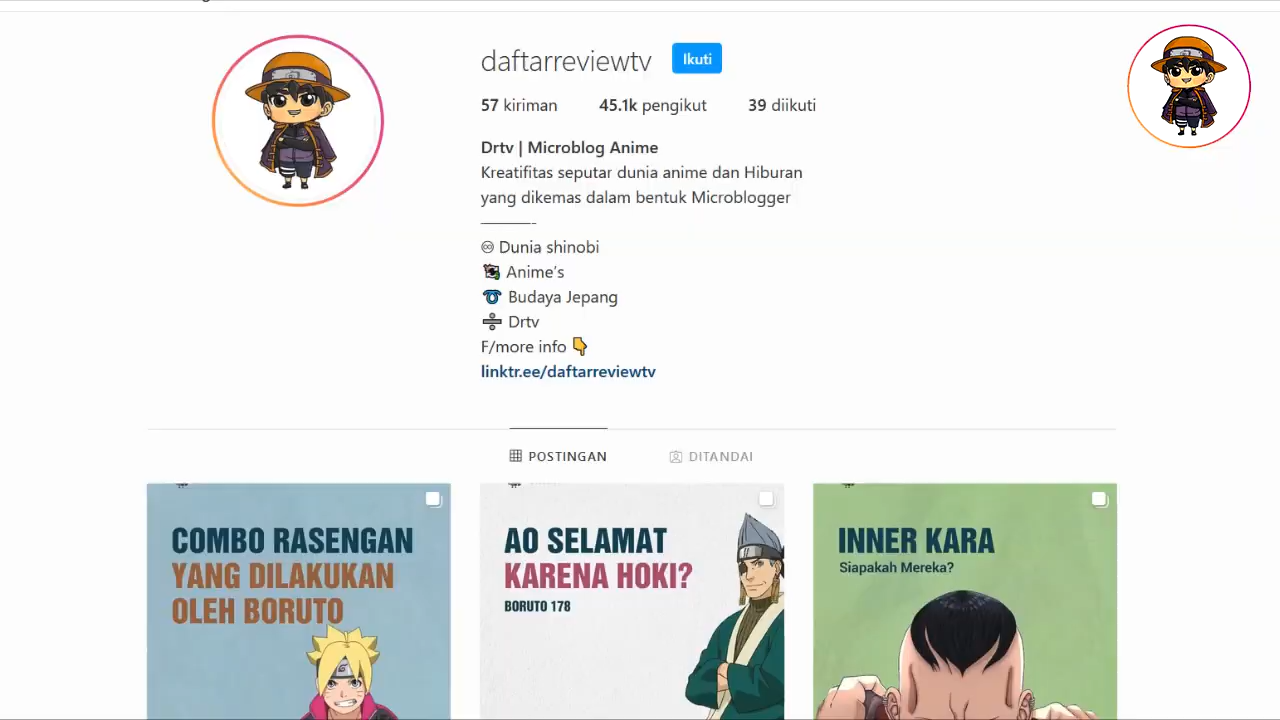 daftarreviewtv Ikuti
57 kiriman 45.1k pengikut 39 diikuti
Drtv | Microblog Anime
Kreatifitas seputar dunia anime dan Hiburan
yang dikemas dalam bentuk Microblogger
♾ Dunia shinobi
🎴 Anime's
➰ Budaya Jepang
➗ Drtv
F/more info 👇
linktr.ee/daftarreviewtv
POSTINGAN DITANDAI
COMBO RASENGAN
YANG DILAKUKAN
OLEH BORUTO
AO SELAMAT
KARENA HOKI?
BORUTO 178
INNER KARA
Siapakah Mereka?